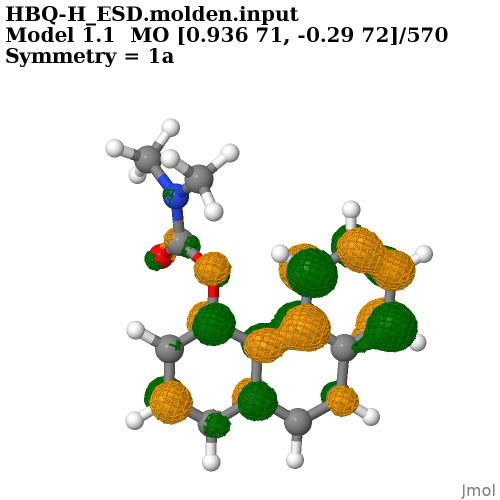 HBQ-H_ESD.molden.input
Model 1.1  MO [0.936 71, -0.29 72]/570
Symmetry = 1a
Jmol